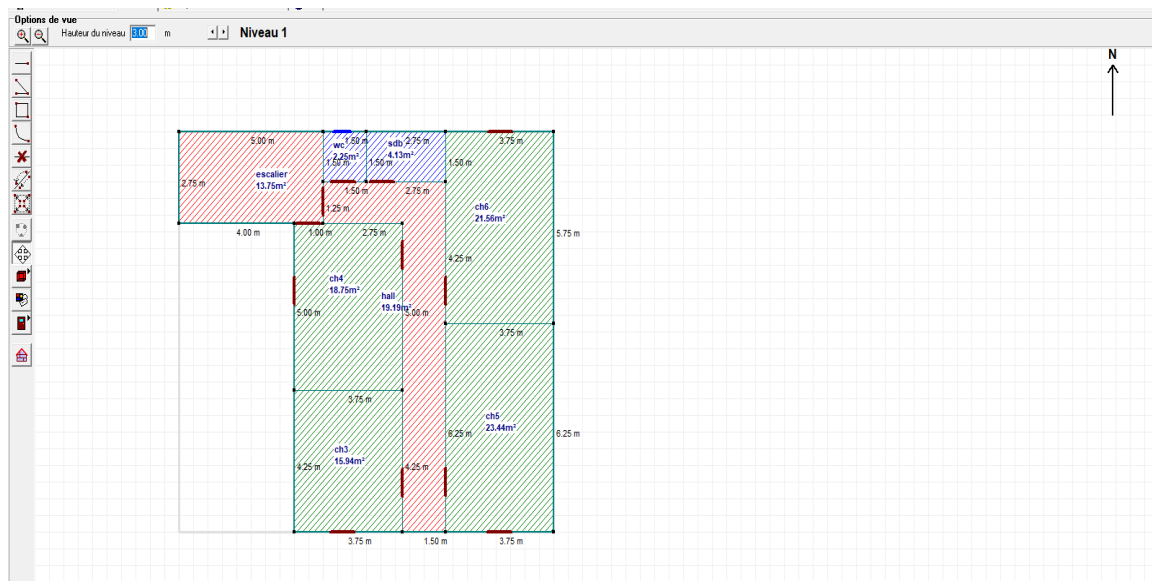 Options de vue
Hauteur du niveau 3.00 m
Niveau 1
N
5.00 m
1.50 m
2.75 m
3.75 m
wc
2.25m²
sdb
4.13m²
1.50 m
1.50 m
1.50 m
escalier
13.75m²
2.75 m
1.50 m
2.75 m
1.25 m
ch6
21.56m²
4.00 m
1.00 m
2.75 m
5.75 m
4.25 m
ch4
18.75m²
hall
19.19m²
5.00 m
5.00 m
3.75 m
3.75 m
ch5
23.44m²
6.25 m
6.25 m
ch3
15.94m²
4.25 m
4.25 m
3.75 m
1.50 m
3.75 m